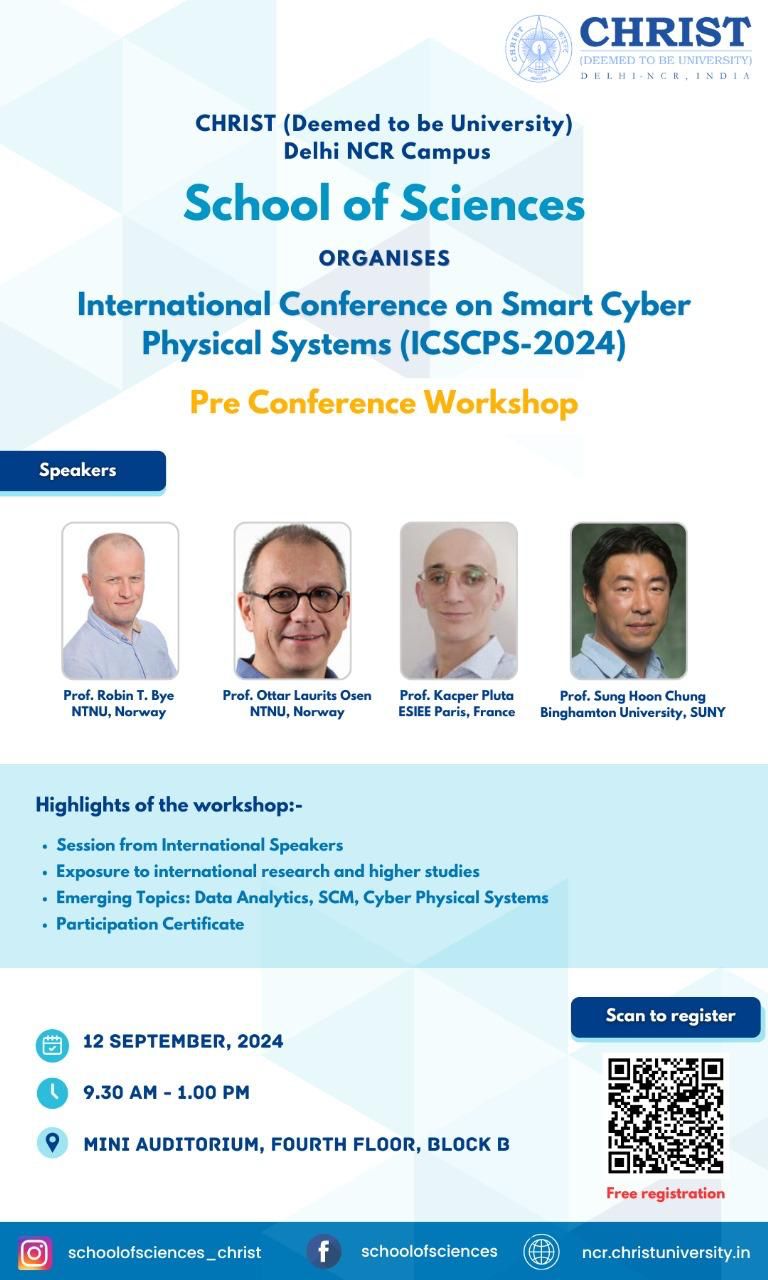 CHRIST
(DEEMED TO BE UNIVERSITY)
DELHI-NCR, INDIA
CHRIST (Deemed to be University)
Delhi NCR Campus
School of Sciences
ORGANISES
International Conference on Smart Cyber
Physical Systems (ICSCPS-2024)
Pre Conference Workshop
Speakers
Prof. Robin T. Bye
NTNU, Norway
Prof. Ottar Laurits Osen
NTNU, Norway
Prof. Kacper Pluta
ESIEE Paris, France
Prof. Sung Hoon Chung
Binghamton University, SUNY
Highlights of the workshop:-
• Session from International Speakers
• Exposure to international research and higher studies
• Emerging Topics: Data Analytics, SCM, Cyber Physical Systems
• Participation Certificate
Scan to register
12 SEPTEMBER, 2024
9.30 AM - 1.00 PM
MINI AUDITORIUM, FOURTH FLOOR, BLOCK B
Free registration
schoolofsciences_christ
schoolofsciences
ncr.christuniversity.in